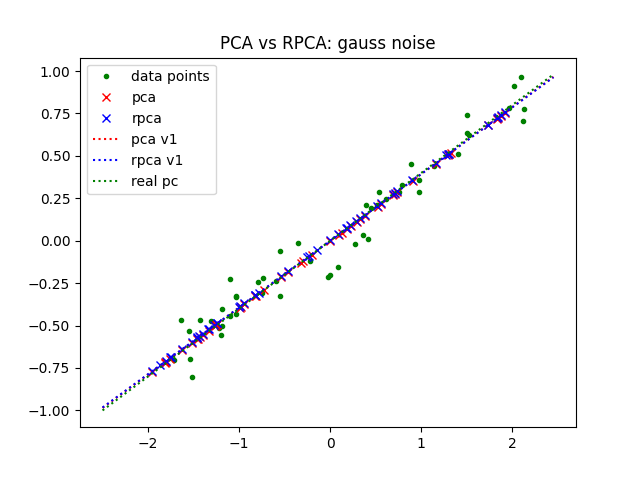 PCA vs RPCA: gauss noise
1.00
0.75
0.50
0.25
0.00
−0.25
−0.50
−0.75
−1.00
data points
pca
rpca
pca v1
rpca v1
real pc
−2
−1
0
1
2